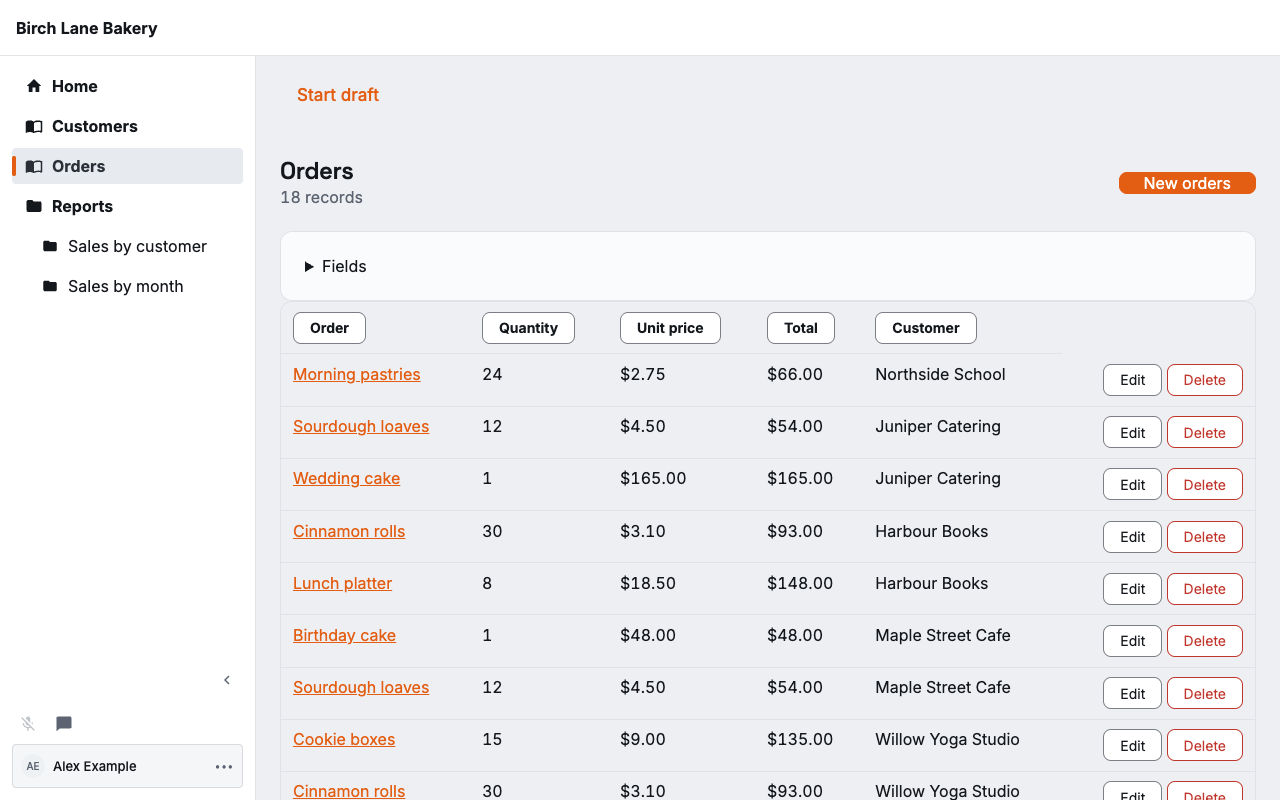 Birch Lane Bakery
Home
Customers
Orders
Reports
Sales by customer
Sales by month
AE Alex Example
Start draft
Orders
18 records
New orders
Fields
Order Quantity Unit price Total Customer
Morning pastries 24 $2.75 $66.00 Northside School Edit Delete
Sourdough loaves 12 $4.50 $54.00 Juniper Catering Edit Delete
Wedding cake 1 $165.00 $165.00 Juniper Catering Edit Delete
Cinnamon rolls 30 $3.10 $93.00 Harbour Books Edit Delete
Lunch platter 8 $18.50 $148.00 Harbour Books Edit Delete
Birthday cake 1 $48.00 $48.00 Maple Street Cafe Edit Delete
Sourdough loaves 12 $4.50 $54.00 Maple Street Cafe Edit Delete
Cookie boxes 15 $9.00 $135.00 Willow Yoga Studio Edit Delete
Cinnamon rolls 30 $3.10 $93.00 Willow Yoga Studio Edit Delete